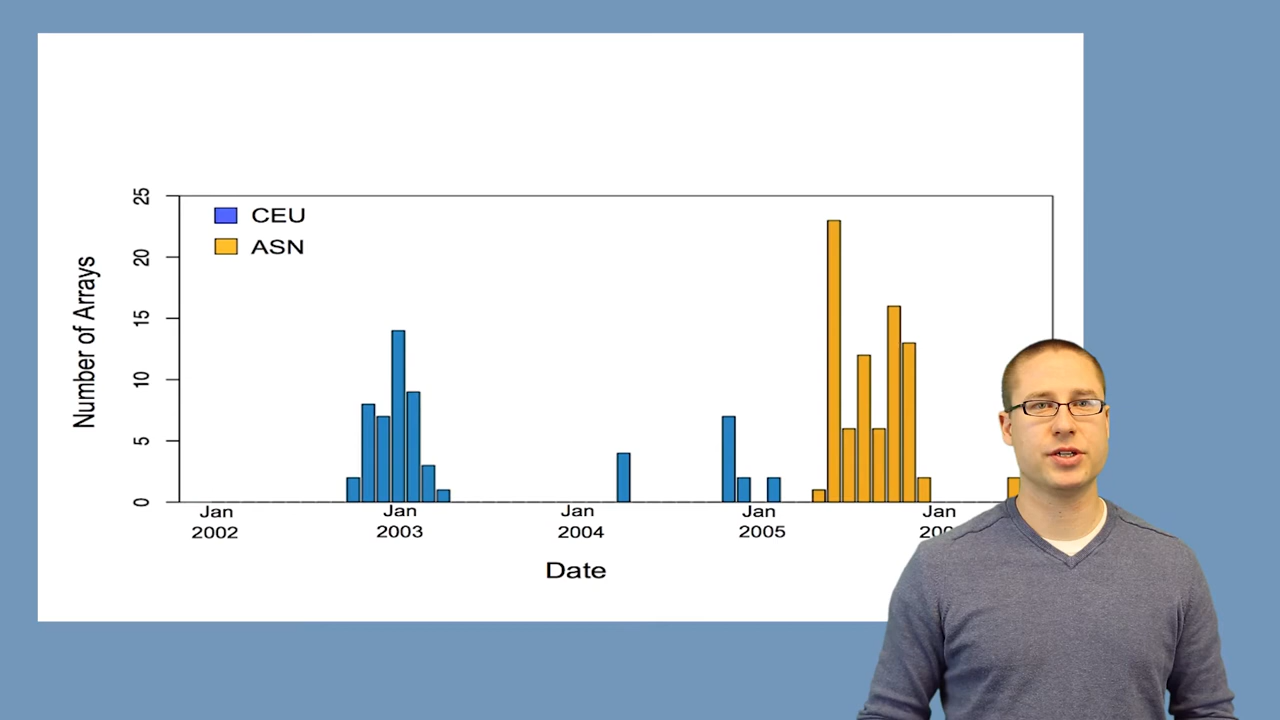 25
CEU
ASN
20
15
10
5
0
Number of Arrays
Jan 2002
Jan 2003
Jan 2004
Jan 2005
Jan
Date